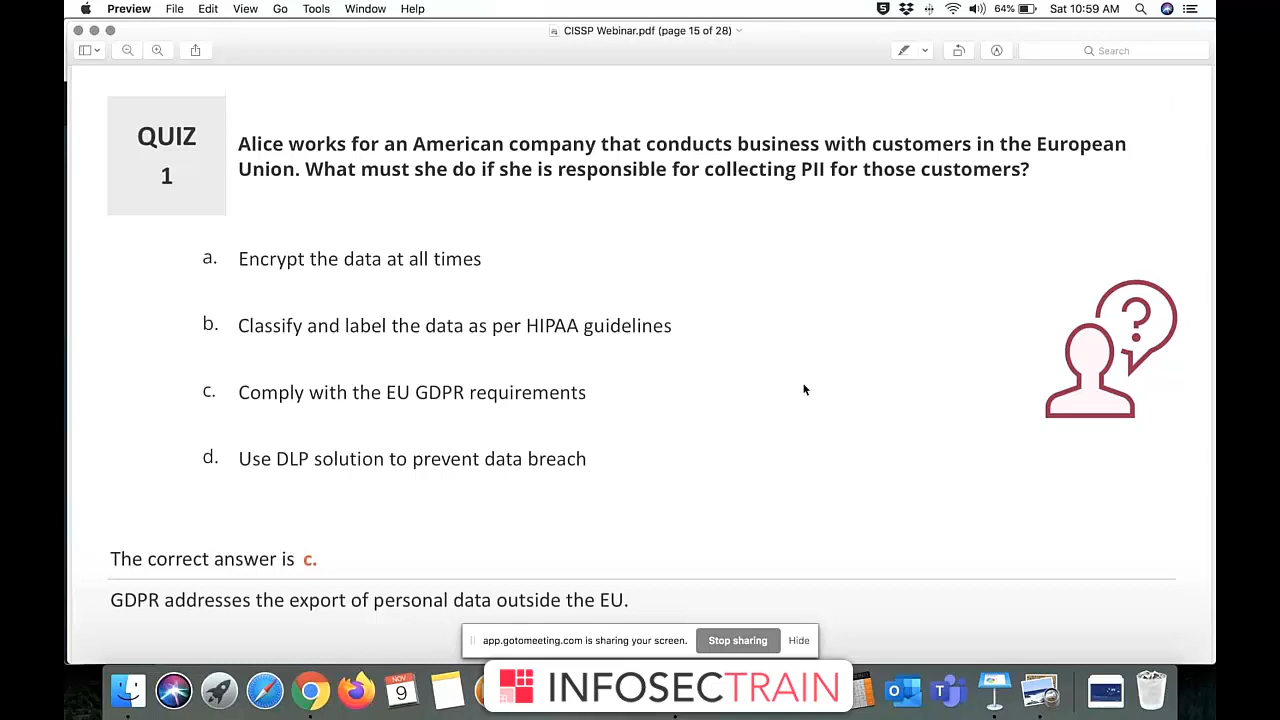 Preview File Edit View Go Tools Window Help 64% Sat 10:59 AM
CISSP Webinar.pdf (page 15 of 28)
Search
QUIZ
1
Alice works for an American company that conducts business with customers in the European
Union. What must she do if she is responsible for collecting PII for those customers?
a. Encrypt the data at all times
b. Classify and label the data as per HIPAA guidelines
c. Comply with the EU GDPR requirements
d. Use DLP solution to prevent data breach
?
The correct answer is c.
GDPR addresses the export of personal data outside the EU.
app.gotomeeting.com is sharing your screen. Stop sharing Hide
NOV
9
INFOSECTRAIN